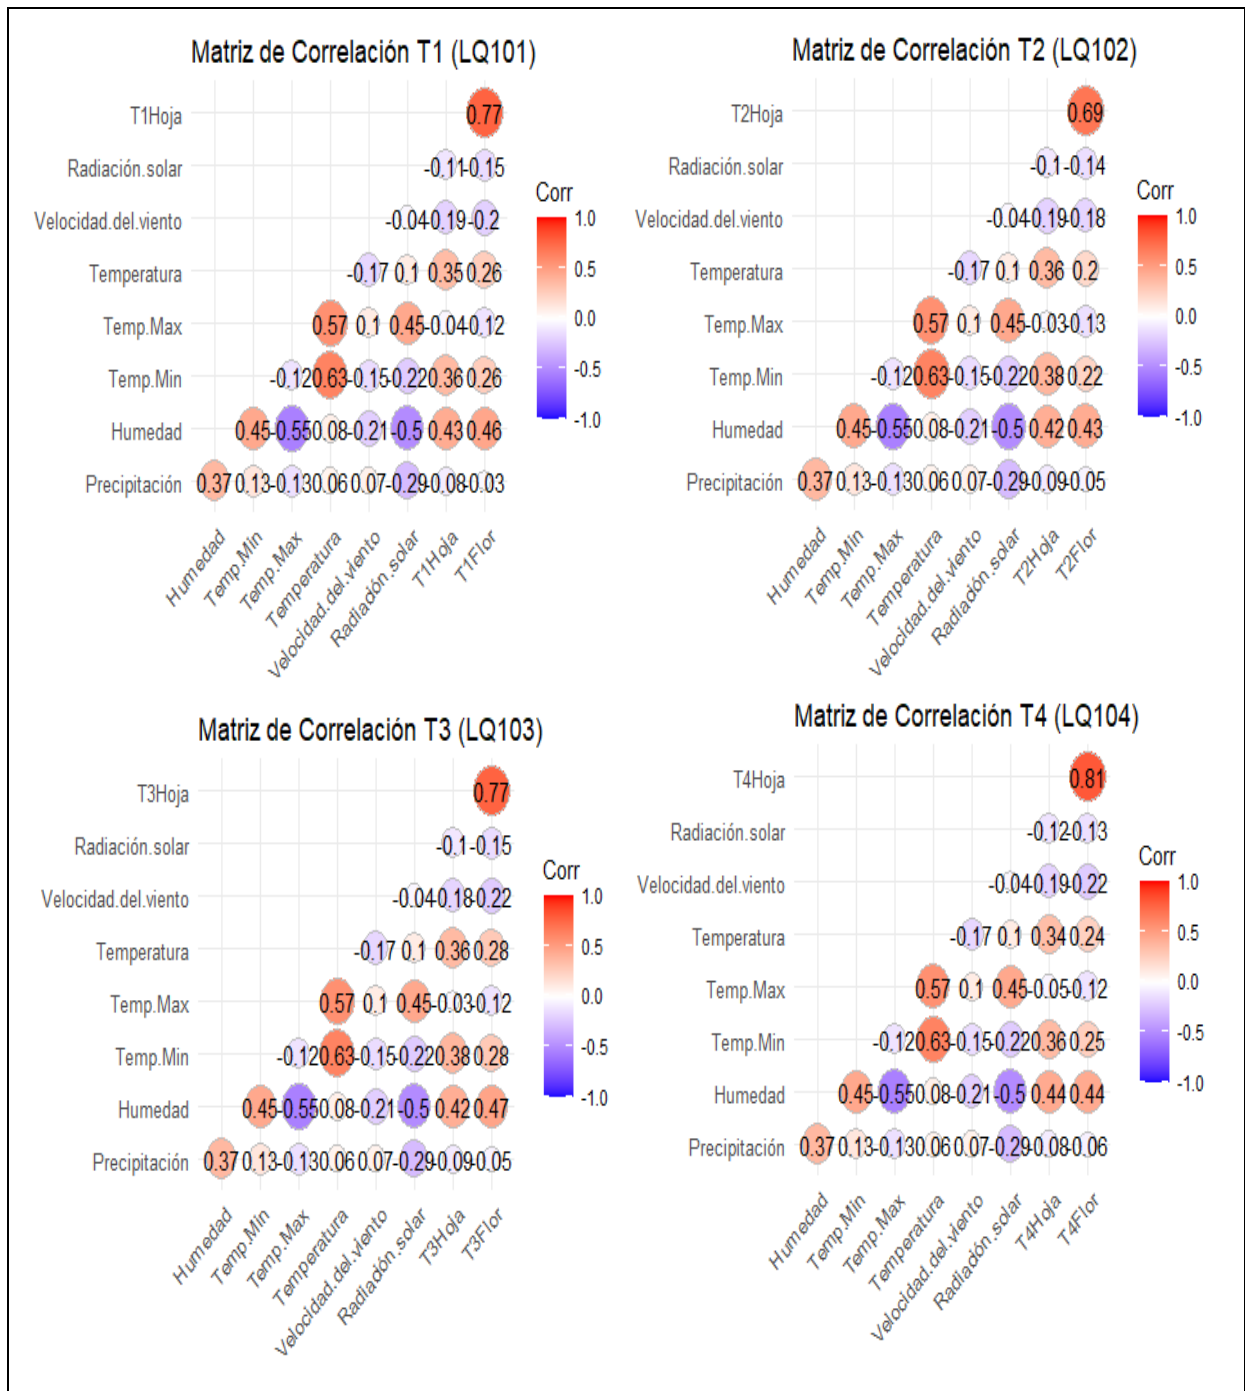 Matriz de Correlación T1 (LQ101)
T1Hoja 0.77
Radiación.solar -0.11 -0.15
Velocidad.del.viento -0.04 -0.19 -0.2
Temperatura -0.17 0.1 0.35 0.26
Temp.Max 0.57 0.1 0.45 -0.04 -0.12
Temp.Min -0.12 0.63 -0.15 -0.22 0.36 0.26
Humedad 0.45 -0.55 0.08 -0.21 -0.5 0.43 0.46
Precipitación 0.37 0.13 -0.13 0.06 0.07 -0.29 -0.08 -0.03
Humedad Temp.Min Temp.Max Temperatura Velocidad.del.viento Radiación.solar T1Hoja T1Flor
Corr
1.0
0.5
0.0
-0.5
-1.0
Matriz de Correlación T2 (LQ102)
T2Hoja 0.69
Radiación.solar -0.1 -0.14
Velocidad.del.viento -0.04 -0.19 -0.18
Temperatura -0.17 0.1 0.36 0.2
Temp.Max 0.57 0.1 0.45 -0.03 -0.13
Temp.Min -0.12 0.63 -0.15 -0.22 0.38 0.22
Humedad 0.45 -0.55 0.08 -0.21 -0.5 0.42 0.43
Precipitación 0.37 0.13 -0.13 0.06 0.07 -0.29 -0.09 -0.05
Humedad Temp.Min Temp.Max Temperatura Velocidad.del.viento Radiación.solar T2Hoja T2Flor
Corr
1.0
0.5
0.0
-0.5
-1.0
Matriz de Correlación T3 (LQ103)
T3Hoja 0.77
Radiación.solar -0.1 -0.15
Velocidad.del.viento -0.04 -0.18 -0.22
Temperatura -0.17 0.1 0.36 0.28
Temp.Max 0.57 0.1 0.45 -0.03 -0.12
Temp.Min -0.12 0.63 -0.15 -0.22 0.38 0.28
Humedad 0.45 -0.55 0.08 -0.21 -0.5 0.42 0.47
Precipitación 0.37 0.13 -0.13 0.06 0.07 -0.29 -0.09 -0.05
Humedad Temp.Min Temp.Max Temperatura Velocidad.del.viento Radiación.solar T3Hoja T3Flor
Corr
1.0
0.5
0.0
-0.5
-1.0
Matriz de Correlación T4 (LQ104)
T4Hoja 0.81
Radiación.solar -0.12 -0.13
Velocidad.del.viento -0.04 -0.19 -0.22
Temperatura -0.17 0.1 0.34 0.24
Temp.Max 0.57 0.1 0.45 -0.05 -0.12
Temp.Min -0.12 0.63 -0.15 -0.22 0.36 0.25
Humedad 0.45 -0.55 0.08 -0.21 -0.5 0.44 0.44
Precipitación 0.37 0.13 -0.13 0.06 0.07 -0.29 -0.08 -0.06
Humedad Temp.Min Temp.Max Temperatura Velocidad.del.viento Radiación.solar T4Hoja T4Flor
Corr
1.0
0.5
0.0
-0.5
-1.0